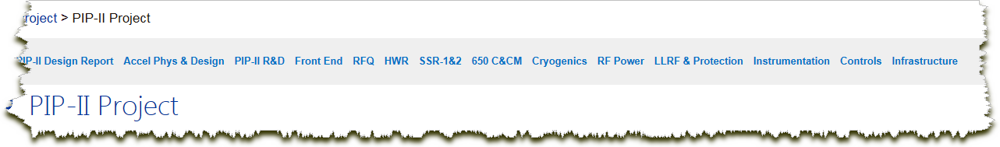 roject > PIP-II Project
PIP-II Design Report Accel Phys & Design PIP-II R&D Front End RFQ HWR SSR-1&2 650 C&CM Cryogenics RF Power LLRF & Protection Instrumentation Controls Infrastructure
PIP-II Project